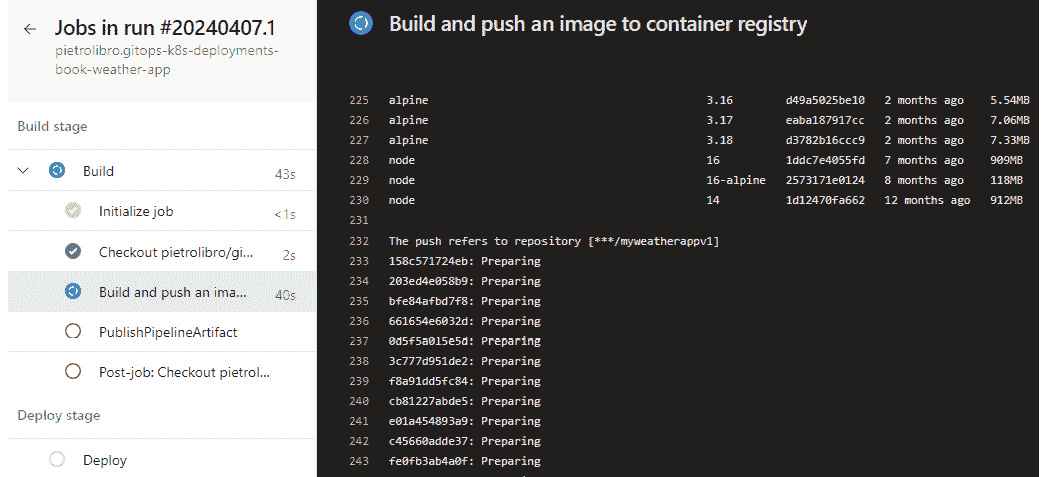 Jobs in run #20240407.1
pietrolibro.gitops-k8s-deployments-
book-weather-app
Build stage
Build 43s
Initialize job <1s
Checkout pietrolibro/gi... 2s
Build and push an ima... 40s
PublishPipelineArtifact
Post-job: Checkout pietrol...
Deploy stage
Deploy
Build and push an image to container registry
225 alpine 3.16 d49a5025be10 2 months ago 5.54MB
226 alpine 3.17 eaba187917cc 2 months ago 7.06MB
227 alpine 3.18 d3782b16ccc9 2 months ago 7.33MB
228 node 16 1ddc7e4055fd 7 months ago 909MB
229 node 16-alpine 2573171e0124 8 months ago 118MB
230 node 14 1d12470fa662 12 months ago 912MB
231
232 The push refers to repository [***/myweatherappv1]
233 158c571724eb: Preparing
234 203ed4e058b9: Preparing
235 bfe84afbd7f8: Preparing
236 661654e6032d: Preparing
237 0d5f5a015e5d: Preparing
238 3c777d951de2: Preparing
239 f8a91dd5fc84: Preparing
240 cb81227abde5: Preparing
241 e01a454893a9: Preparing
242 c45660adde37: Preparing
243 fe0fb3ab4a0f: Preparing